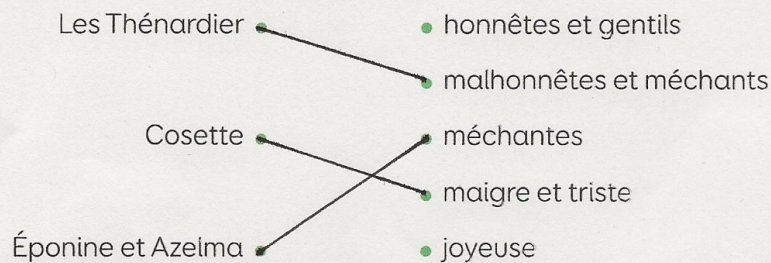 Les Thénardier honnêtes et gentils
malhonnêtes et méchants
Cosette méchantes
maigre et triste
Éponine et Azelma joyeuse